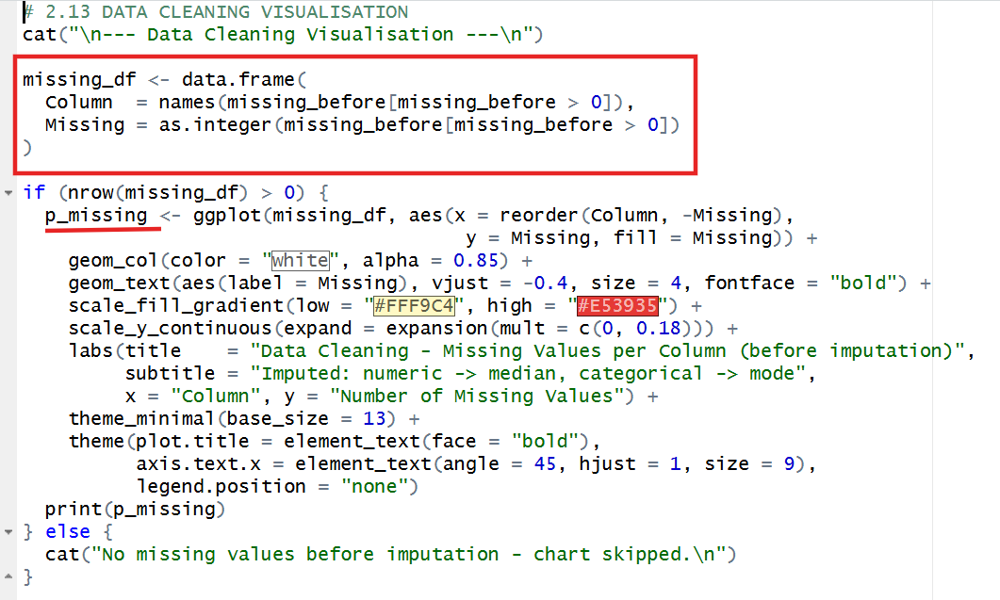 # 2.13 DATA CLEANING VISUALISATION
cat("\n--- Data Cleaning Visualisation ---\n")
missing_df <- data.frame(
  Column  = names(missing_before[missing_before > 0]),
  Missing = as.integer(missing_before[missing_before > 0])
)
if (nrow(missing_df) > 0) {
  p_missing <- ggplot(missing_df, aes(x = reorder(Column, -Missing),
                                       y = Missing, fill = Missing)) +
    geom_col(color = "white", alpha = 0.85) +
    geom_text(aes(label = Missing), vjust = -0.4, size = 4, fontface = "bold") +
    scale_fill_gradient(low = "#FFF9C4", high = "#E53935") +
    scale_y_continuous(expand = expansion(mult = c(0, 0.18))) +
    labs(title    = "Data Cleaning - Missing Values per Column (before imputation)",
         subtitle = "Imputed: numeric -> median, categorical -> mode",
         x = "Column", y = "Number of Missing Values") +
    theme_minimal(base_size = 13) +
    theme(plot.title = element_text(face = "bold"),
          axis.text.x = element_text(angle = 45, hjust = 1, size = 9),
          legend.position = "none")
  print(p_missing)
} else {
  cat("No missing values before imputation - chart skipped.\n")
}